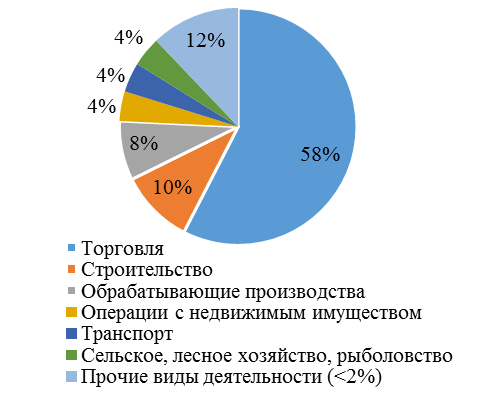 12%
4%
4%
4%
8%
58%
10%
Торговля
Строительство
Обрабатывающие производства
Операции с недвижимым имуществом
Транспорт
Сельское, лесное хозяйство, рыболовство
Прочие виды деятельности (<2%)